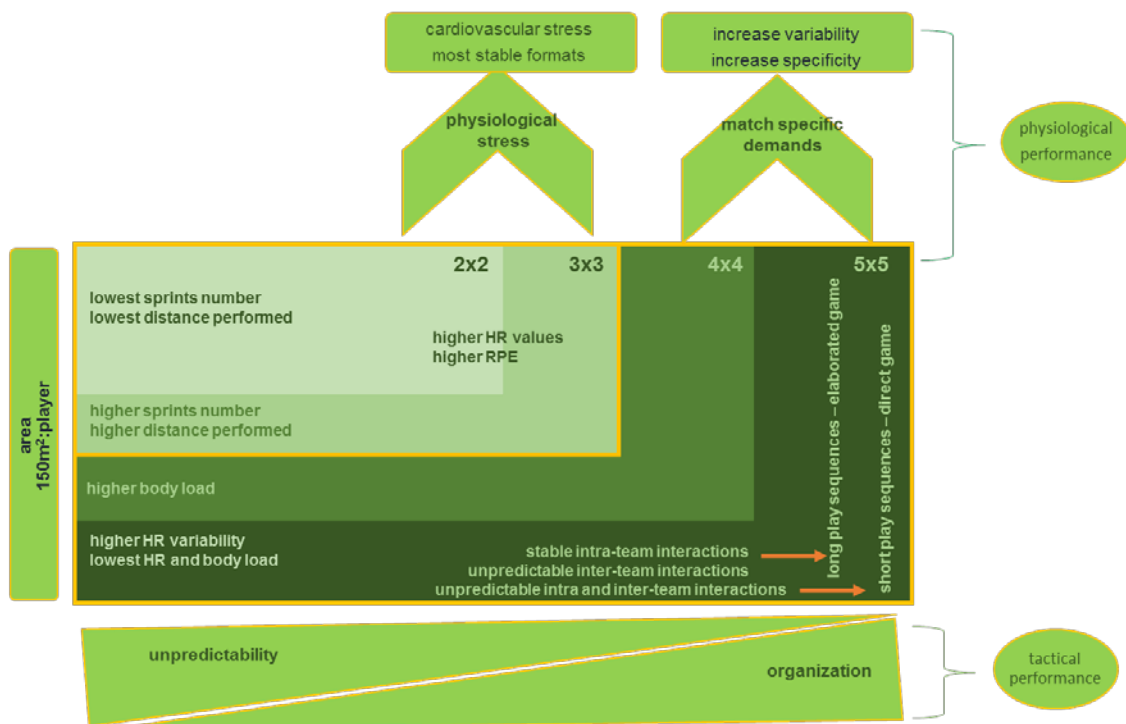 cardiovascular stress
most stable formats
increase variability
increase specificity
physiological
stress
match specific
demands
physiological
performance
area
150m²:player
2x2
3x3
4x4
5x5
lowest sprints number
lowest distance performed
higher HR values
higher RPE
higher sprints number
higher distance performed
higher body load
higher HR variability
lowest HR and body load
stable intra-team interactions
unpredictable inter-team interactions
unpredictable intra and inter-team interactions
long play sequences – elaborated game
short play sequences – direct game
unpredictability
organization
tactical
performance